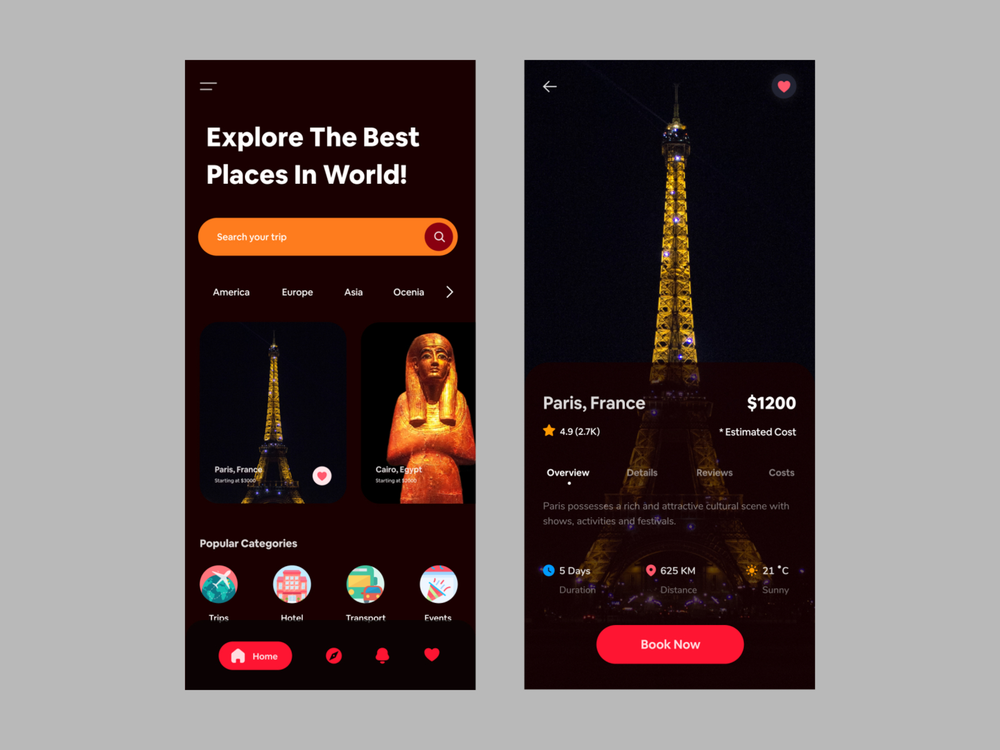 Explore The Best
Places In World!
Search your trip
America Europe Asia Ocenia
Paris, France
Starting at $3000
Cairo, Egypt
Starting at $2000
Popular Categories
Trips Hotel Transport Events
Home
Paris, France $1200
4.9 (2.7K) * Estimated Cost
Overview Details Reviews Costs
Paris possesses a rich and attractive cultural scene with
shows, activities and festivals.
5 Days 625 KM 21 °C
Duration Distance Sunny
Book Now